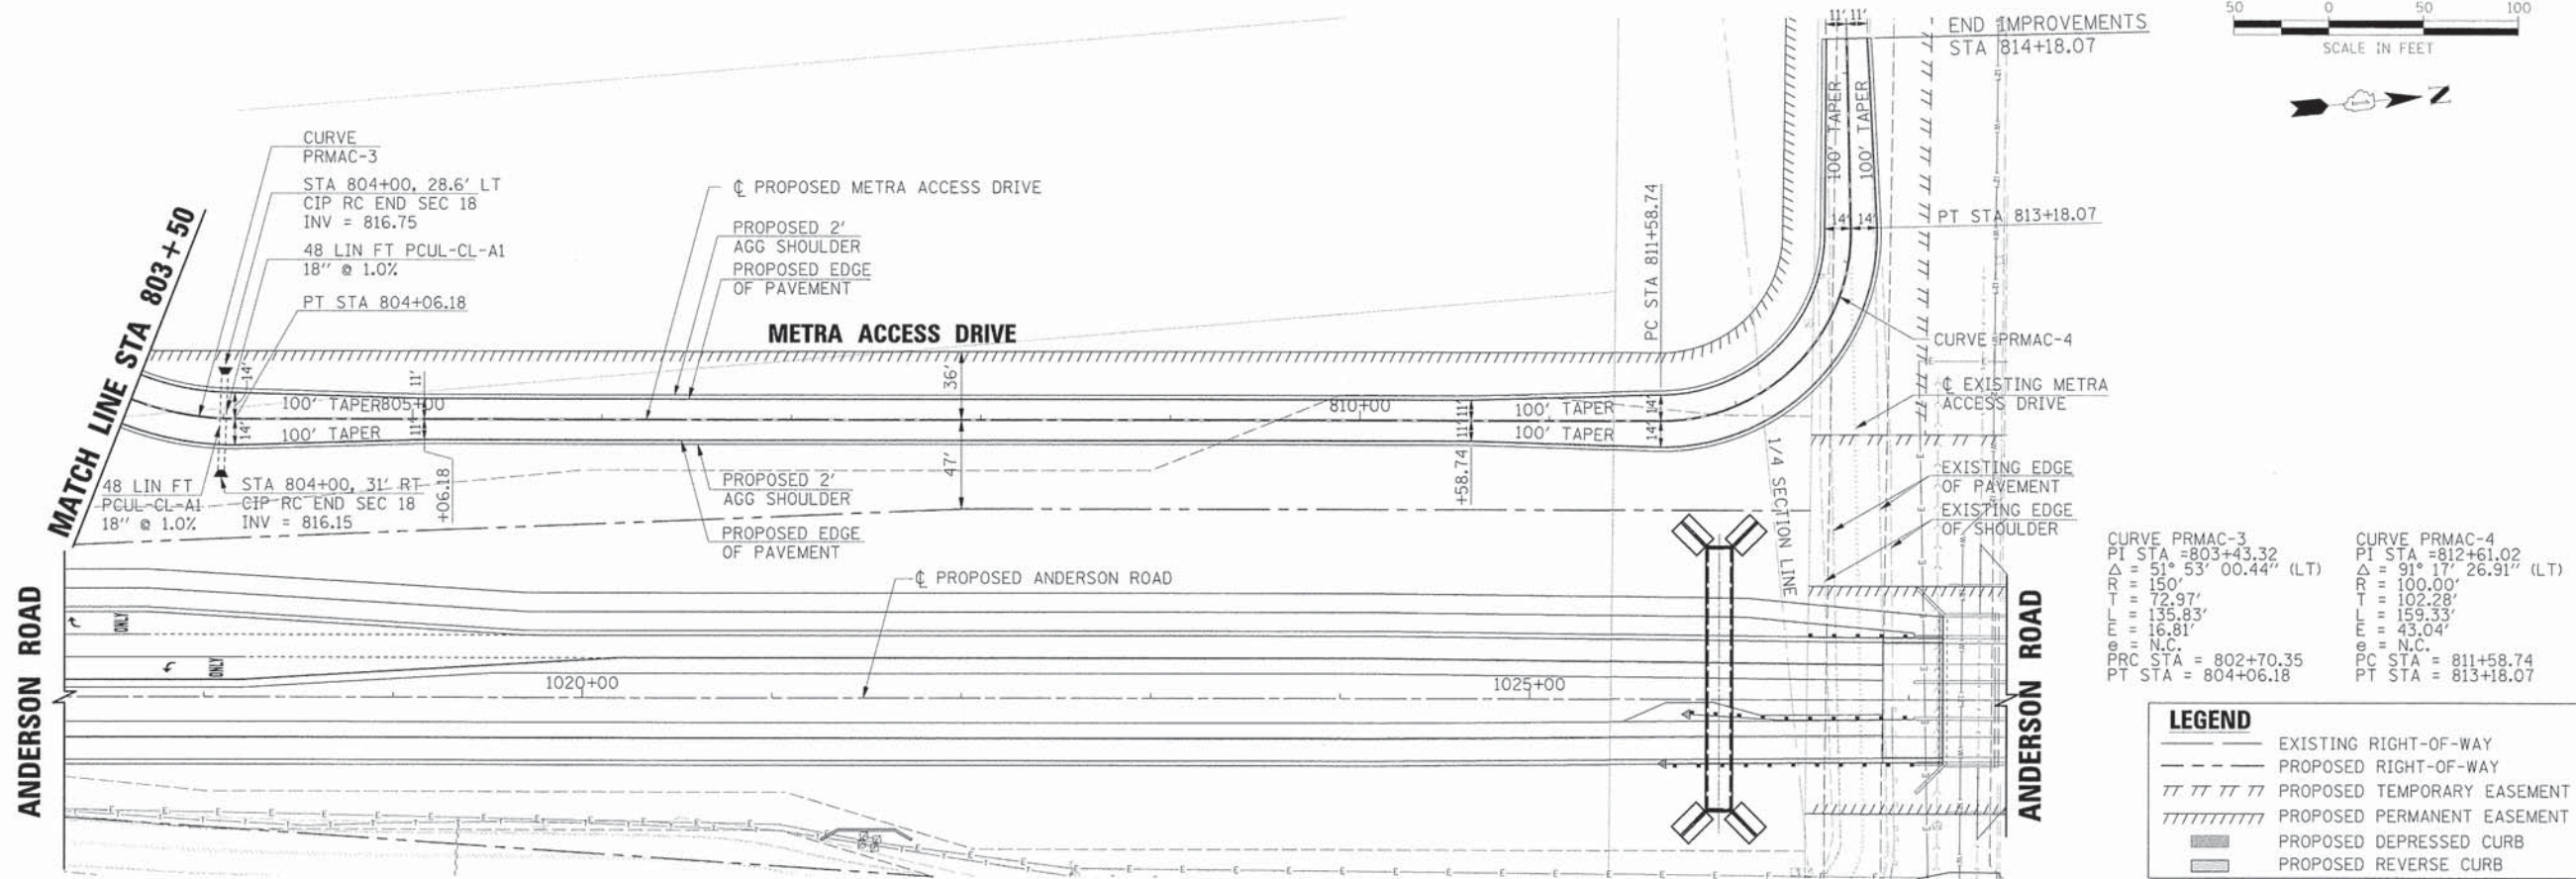 50 0 50 100
SCALE IN FEET
N
11' 11'
END IMPROVEMENTS
STA 814+18.07
100' TAPER
100' TAPER
14' 14'
PT STA 813+18.07
CURVE
PRMAC-3
STA 804+00, 28.6' LT
CIP RC END SEC 18
INV = 816.75
48 LIN FT PCUL-CL-A1
18" @ 1.0%
PT STA 804+06.18
℄ PROPOSED METRA ACCESS DRIVE
PROPOSED 2'
AGG SHOULDER
PROPOSED EDGE
OF PAVEMENT
MATCH LINE STA 803+50
METRA ACCESS DRIVE
PC STA 811+58.74
CURVE PRMAC-4
℄ EXISTING METRA
ACCESS DRIVE
14'
14'
100' TAPER
805+00
100' TAPER
11'
11'
36'
47'
810+00
11'
11'
100' TAPER
100' TAPER
14'
14'
+06.18
+58.74
1/4 SECTION LINE
48 LIN FT
PCUL-CL-A1
18" @ 1.0%
STA 804+00, 31' RT
CIP RC END SEC 18
INV = 816.15
PROPOSED 2'
AGG SHOULDER
PROPOSED EDGE
OF PAVEMENT
EXISTING EDGE
OF PAVEMENT
EXISTING EDGE
OF SHOULDER
℄ PROPOSED ANDERSON ROAD
ONLY
ONLY
1020+00
1025+00
ANDERSON ROAD
ANDERSON ROAD
CURVE PRMAC-3
PI STA =803+43.32
Δ = 51° 53' 00.44" (LT)
R = 150'
T = 72.97'
L = 135.83'
E = 16.81'
e = N.C.
PRC STA = 802+70.35
PT STA = 804+06.18
CURVE PRMAC-4
PI STA =812+61.02
Δ = 91° 17' 26.91" (LT)
R = 100.00'
T = 102.28'
L = 159.33'
E = 43.04'
e = N.C.
PC STA = 811+58.74
PT STA = 813+18.07
LEGEND
EXISTING RIGHT-OF-WAY
PROPOSED RIGHT-OF-WAY
PROPOSED TEMPORARY EASEMENT
PROPOSED PERMANENT EASEMENT
PROPOSED DEPRESSED CURB
PROPOSED REVERSE CURB